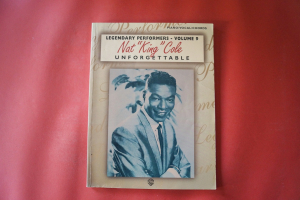 LEGENDARY PERFORMERS - VOLUME 8
Nat "King" Cole
UNFORGETTABLE